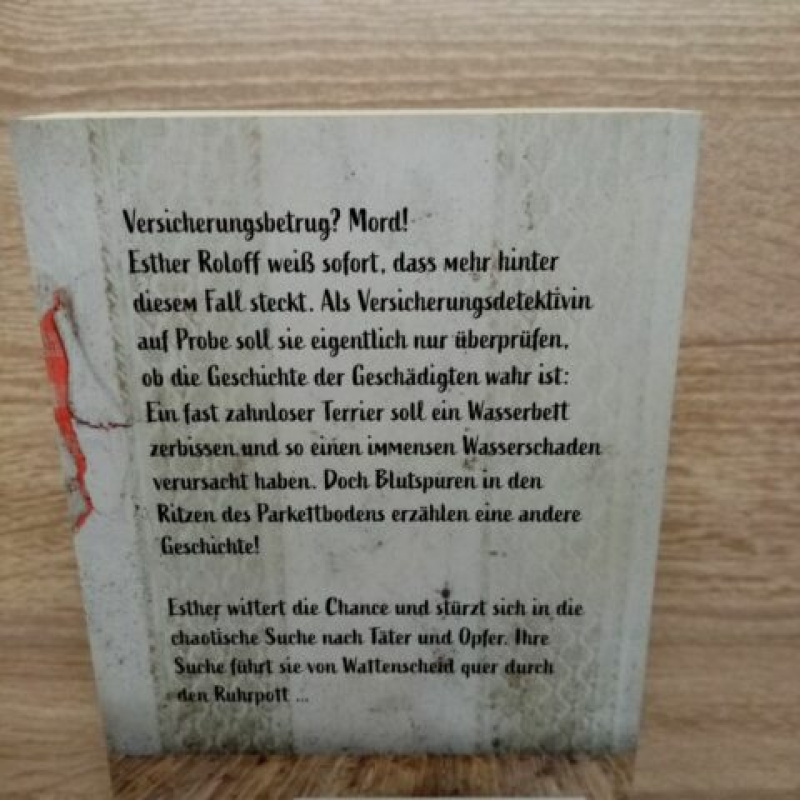 Versicherungsbetrug? Mord!
Esther Roloff weiß sofort, dass mehr hinter
diesem Fall steckt. Als Versicherungsdetektivin
auf Probe soll sie eigentlich nur überprüfen,
ob die Geschichte der Geschädigten wahr ist:
Ein fast zahnloser Terrier soll ein Wasserbett
zerbissen und so einen immensen Wasserschaden
verursacht haben. Doch Blutspuren in den
Ritzen des Parkettbodens erzählen eine andere
Geschichte!
Esther wittert die Chance und stürzt sich in die
chaotische Suche nach Täter und Opfer. Ihre
Suche führt sie von Wattenscheid quer durch
den Ruhrpott ...